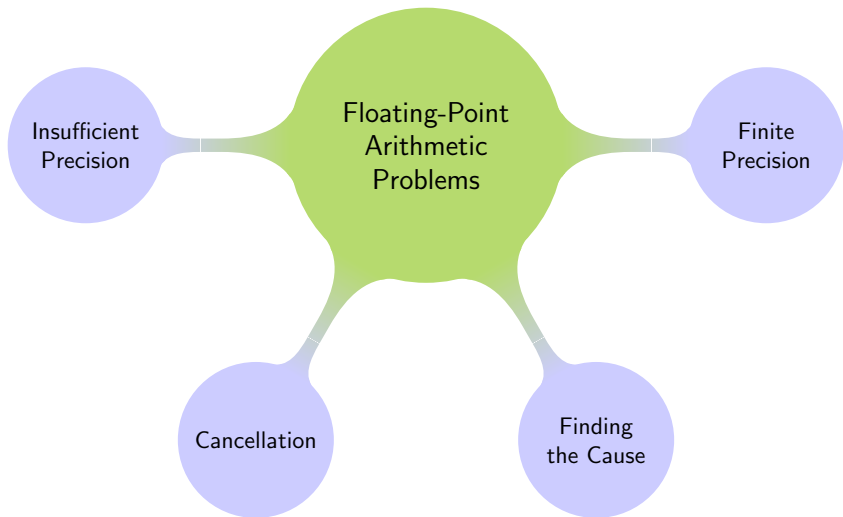 Floating-Point
Arithmetic
Problems
Insufficient
Precision
Finite
Precision
Cancellation
Finding
the Cause